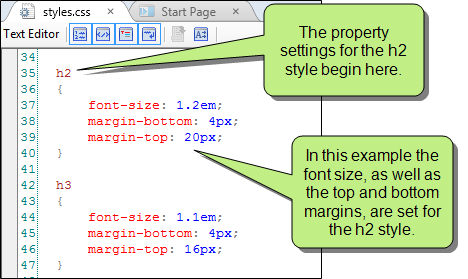 styles.css Start Page
Text Editor
The property
settings for the h2
style begin here.
34
35 h2
36 {
37 font-size: 1.2em;
38 margin-bottom: 4px;
39 margin-top: 20px;
40 }
41
42 h3
43 {
44 font-size: 1.1em;
45 margin-bottom: 4px;
46 margin-top: 16px;
47 }
In this example the
font size, as well as
the top and bottom
margins, are set for
the h2 style.